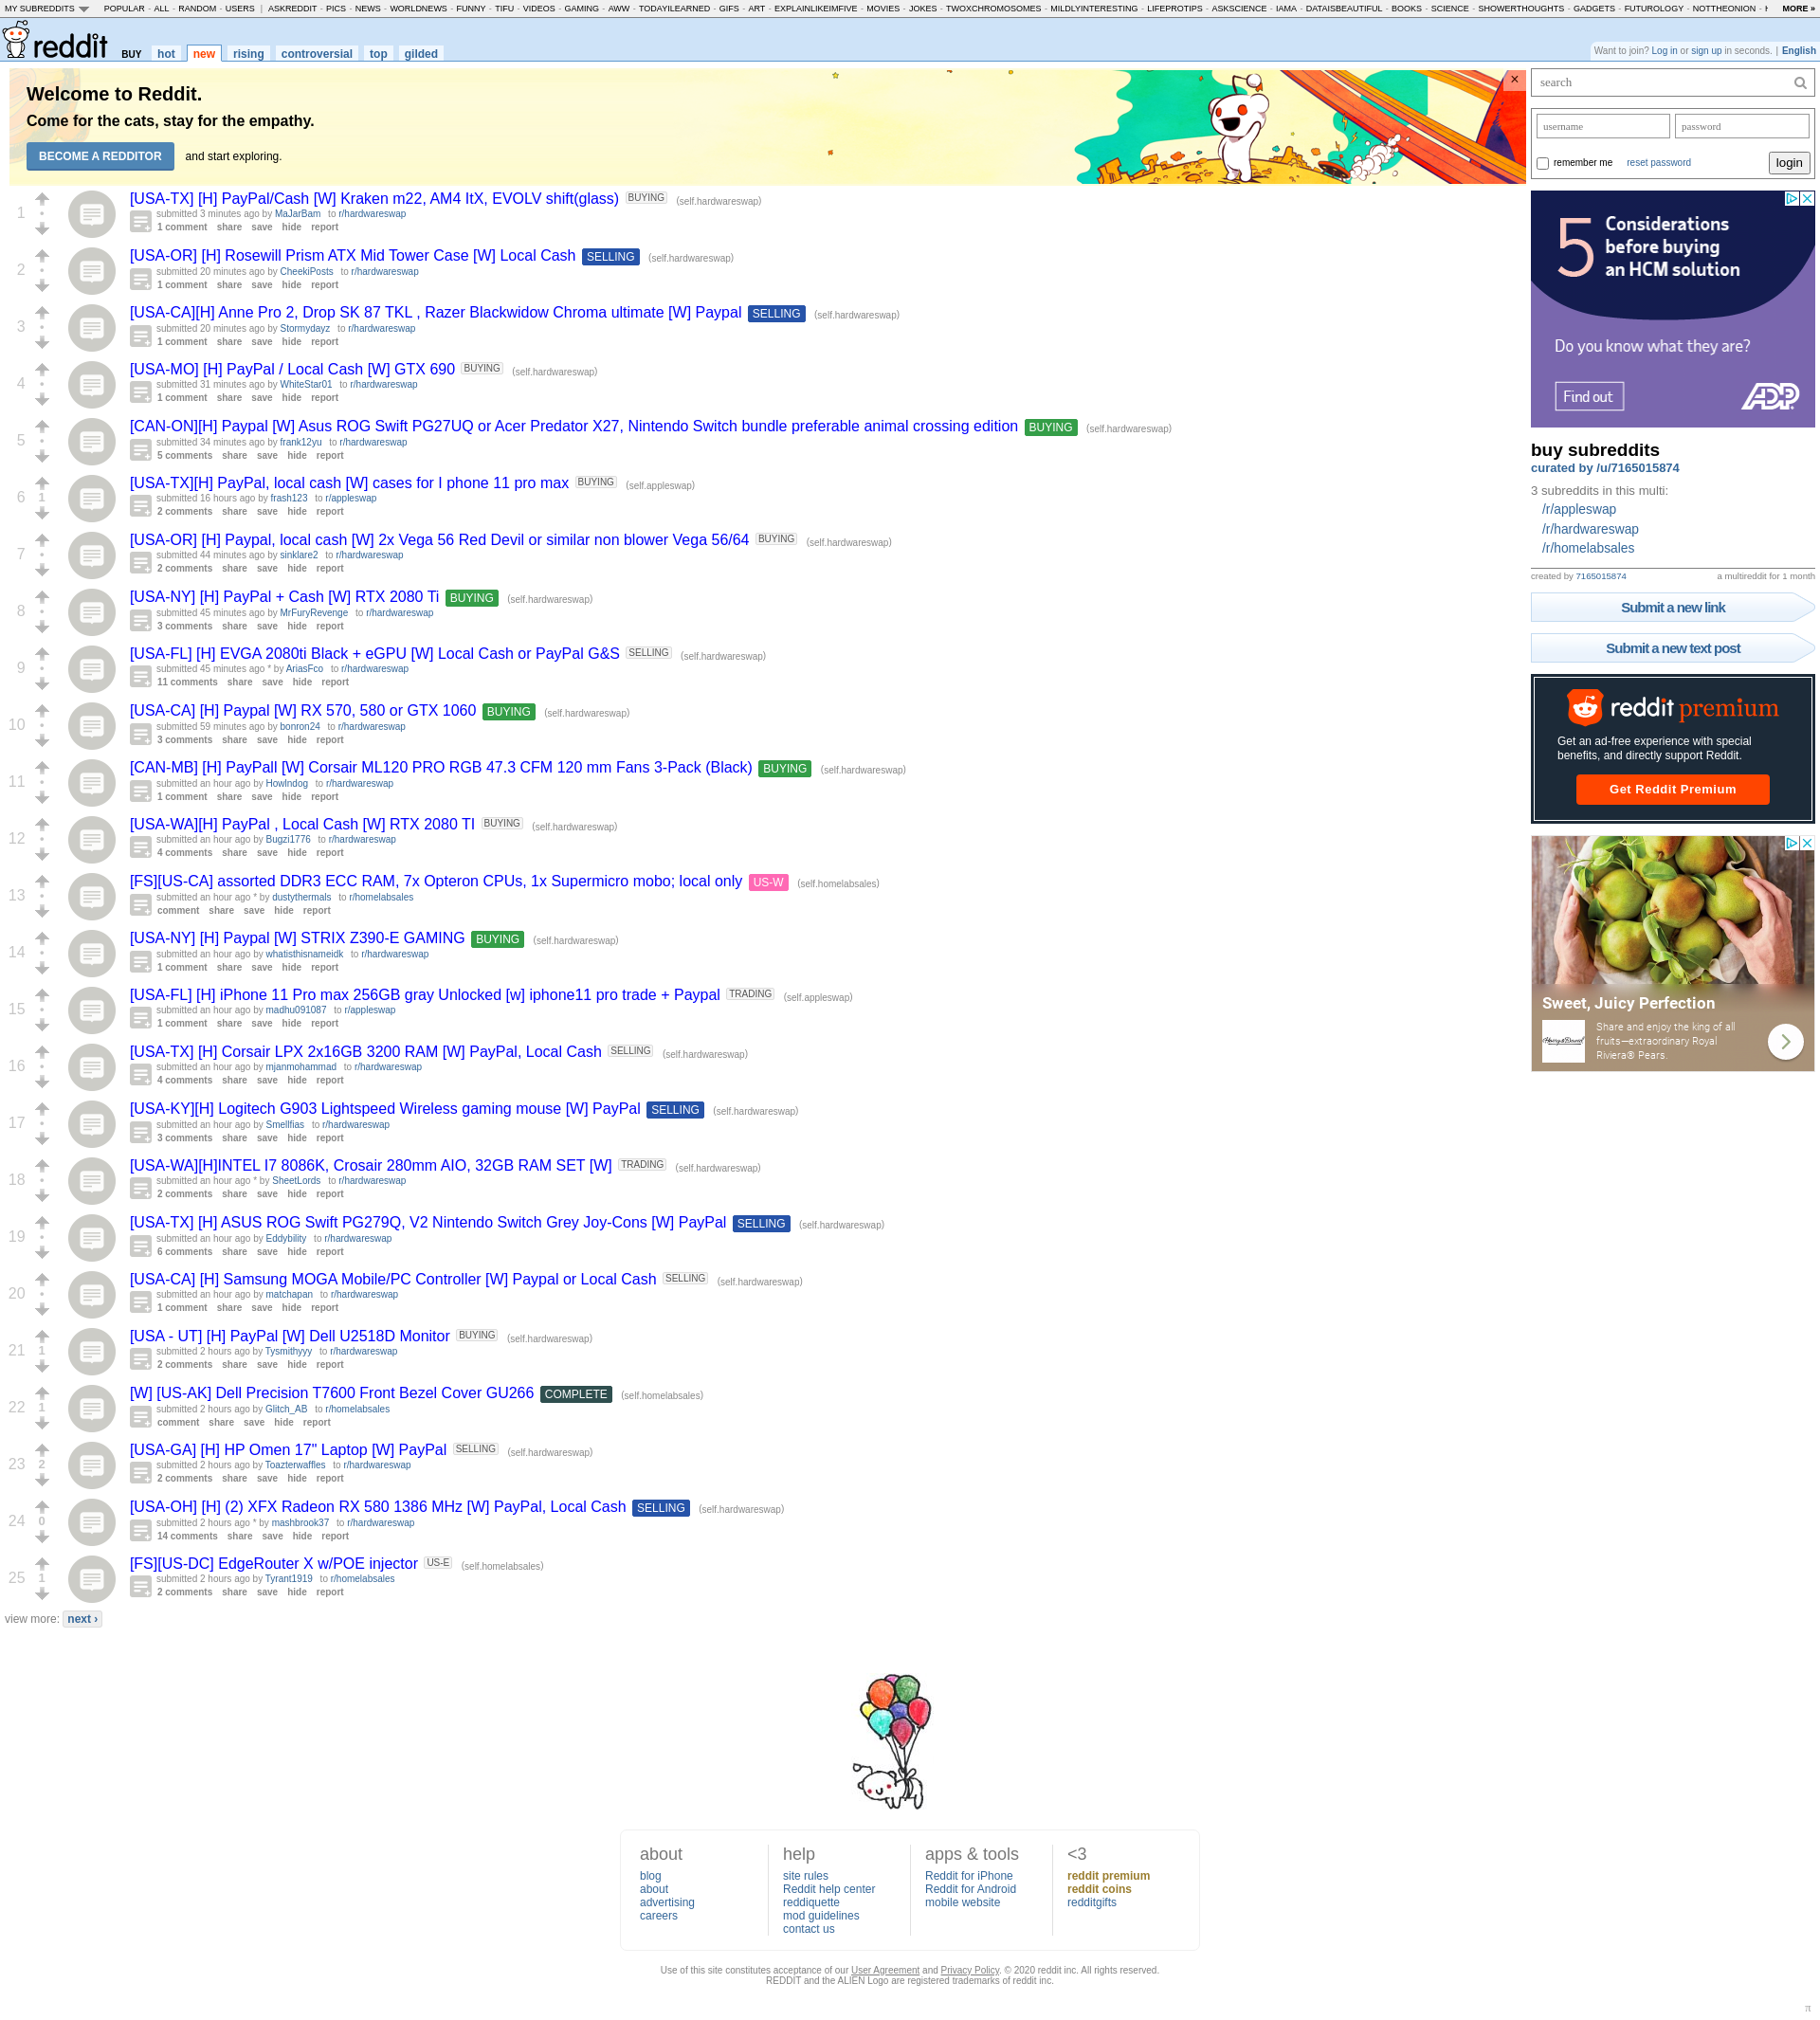 MY SUBREDDITS POPULAR - ALL - RANDOM - USERS | ASKREDDIT - PICS - NEWS - WORLDNEWS - FUNNY - TIFU - VIDEOS - GAMING - AWW - TODAYILEARNED - GIFS - ART - EXPLAINLIKEIMFIVE - MOVIES - JOKES - TWOXCHROMOSOMES - MILDLYINTERESTING - LIFEPROTIPS - ASKSCIENCE - IAMA - DATAISBEAUTIFUL - BOOKS - SCIENCE - SHOWERTHOUGHTS - GADGETS - FUTUROLOGY - NOTTHEONION - MORE »
reddit BUY hot new rising controversial top gilded
Want to join? Log in or sign up in seconds. | English
Welcome to Reddit.
Come for the cats, stay for the empathy.
BECOME A REDDITOR and start exploring.
×
1
[USA-TX] [H] PayPal/Cash [W] Kraken m22, AM4 ItX, EVOLV shift(glass) BUYING (self.hardwareswap)
submitted 3 minutes ago by MaJarBam to r/hardwareswap
1 comment share save hide report
2
[USA-OR] [H] Rosewill Prism ATX Mid Tower Case [W] Local Cash SELLING (self.hardwareswap)
submitted 20 minutes ago by CheekiPosts to r/hardwareswap
1 comment share save hide report
3
[USA-CA][H] Anne Pro 2, Drop SK 87 TKL , Razer Blackwidow Chroma ultimate [W] Paypal SELLING (self.hardwareswap)
submitted 20 minutes ago by Stormydayz to r/hardwareswap
1 comment share save hide report
4
[USA-MO] [H] PayPal / Local Cash [W] GTX 690 BUYING (self.hardwareswap)
submitted 31 minutes ago by WhiteStar01 to r/hardwareswap
1 comment share save hide report
5
[CAN-ON][H] Paypal [W] Asus ROG Swift PG27UQ or Acer Predator X27, Nintendo Switch bundle preferable animal crossing edition BUYING (self.hardwareswap)
submitted 34 minutes ago by frank12yu to r/hardwareswap
5 comments share save hide report
6
1
[USA-TX][H] PayPal, local cash [W] cases for I phone 11 pro max BUYING (self.appleswap)
submitted 16 hours ago by frash123 to r/appleswap
2 comments share save hide report
7
[USA-OR] [H] Paypal, local cash [W] 2x Vega 56 Red Devil or similar non blower Vega 56/64 BUYING (self.hardwareswap)
submitted 44 minutes ago by sinklare2 to r/hardwareswap
2 comments share save hide report
8
[USA-NY] [H] PayPal + Cash [W] RTX 2080 Ti BUYING (self.hardwareswap)
submitted 45 minutes ago by MrFuryRevenge to r/hardwareswap
3 comments share save hide report
9
[USA-FL] [H] EVGA 2080ti Black + eGPU [W] Local Cash or PayPal G&S SELLING (self.hardwareswap)
submitted 45 minutes ago * by AriasFco to r/hardwareswap
11 comments share save hide report
10
[USA-CA] [H] Paypal [W] RX 570, 580 or GTX 1060 BUYING (self.hardwareswap)
submitted 59 minutes ago by bonron24 to r/hardwareswap
3 comments share save hide report
11
[CAN-MB] [H] PayPall [W] Corsair ML120 PRO RGB 47.3 CFM 120 mm Fans 3-Pack (Black) BUYING (self.hardwareswap)
submitted an hour ago by Howlndog to r/hardwareswap
1 comment share save hide report
12
[USA-WA][H] PayPal , Local Cash [W] RTX 2080 TI BUYING (self.hardwareswap)
submitted an hour ago by Bugzi1776 to r/hardwareswap
4 comments share save hide report
13
[FS][US-CA] assorted DDR3 ECC RAM, 7x Opteron CPUs, 1x Supermicro mobo; local only US-W (self.homelabsales)
submitted an hour ago * by dustythermals to r/homelabsales
comment share save hide report
14
[USA-NY] [H] Paypal [W] STRIX Z390-E GAMING BUYING (self.hardwareswap)
submitted an hour ago by whatisthisnameidk to r/hardwareswap
1 comment share save hide report
15
[USA-FL] [H] iPhone 11 Pro max 256GB gray Unlocked [w] iphone11 pro trade + Paypal TRADING (self.appleswap)
submitted an hour ago by madhu091087 to r/appleswap
1 comment share save hide report
16
[USA-TX] [H] Corsair LPX 2x16GB 3200 RAM [W] PayPal, Local Cash SELLING (self.hardwareswap)
submitted an hour ago by mjanmohammad to r/hardwareswap
4 comments share save hide report
17
[USA-KY][H] Logitech G903 Lightspeed Wireless gaming mouse [W] PayPal SELLING (self.hardwareswap)
submitted an hour ago by Smellfias to r/hardwareswap
3 comments share save hide report
18
[USA-WA][H]INTEL I7 8086K, Crosair 280mm AIO, 32GB RAM SET [W] TRADING (self.hardwareswap)
submitted an hour ago * by SheetLords to r/hardwareswap
2 comments share save hide report
19
[USA-TX] [H] ASUS ROG Swift PG279Q, V2 Nintendo Switch Grey Joy-Cons [W] PayPal SELLING (self.hardwareswap)
submitted an hour ago by Eddybility to r/hardwareswap
6 comments share save hide report
20
[USA-CA] [H] Samsung MOGA Mobile/PC Controller [W] Paypal or Local Cash SELLING (self.hardwareswap)
submitted an hour ago by matchapan to r/hardwareswap
1 comment share save hide report
21
1
[USA - UT] [H] PayPal [W] Dell U2518D Monitor BUYING (self.hardwareswap)
submitted 2 hours ago by Tysmithyyy to r/hardwareswap
2 comments share save hide report
22
1
[W] [US-AK] Dell Precision T7600 Front Bezel Cover GU266 COMPLETE (self.homelabsales)
submitted 2 hours ago by Glitch_AB to r/homelabsales
comment share save hide report
23
2
[USA-GA] [H] HP Omen 17" Laptop [W] PayPal SELLING (self.hardwareswap)
submitted 2 hours ago by Toazterwaffles to r/hardwareswap
2 comments share save hide report
24
0
[USA-OH] [H] (2) XFX Radeon RX 580 1386 MHz [W] PayPal, Local Cash SELLING (self.hardwareswap)
submitted 2 hours ago * by mashbrook37 to r/hardwareswap
14 comments share save hide report
25
1
[FS][US-DC] EdgeRouter X w/POE injector US-E (self.homelabsales)
submitted 2 hours ago by Tyrant1919 to r/homelabsales
2 comments share save hide report
view more: next ›
search
username password
remember me reset password login
5 Considerations
before buying
an HCM solution
Do you know what they are?
Find out ADP
buy subreddits
curated by /u/7165015874
3 subreddits in this multi:
/r/appleswap
/r/hardwareswap
/r/homelabsales
created by 7165015874 a multireddit for 1 month
Submit a new link
Submit a new text post
reddit premium
Get an ad-free experience with special
benefits, and directly support Reddit.
Get Reddit Premium
Sweet, Juicy Perfection
Harry & David
Share and enjoy the king of all
fruits—extraordinary Royal
Riviera® Pears.
about
blog
about
advertising
careers
help
site rules
Reddit help center
reddiquette
mod guidelines
contact us
apps & tools
Reddit for iPhone
Reddit for Android
mobile website
<3
reddit premium
reddit coins
redditgifts
Use of this site constitutes acceptance of our User Agreement and Privacy Policy. © 2020 reddit inc. All rights reserved.
REDDIT and the ALIEN Logo are registered trademarks of reddit inc.
π